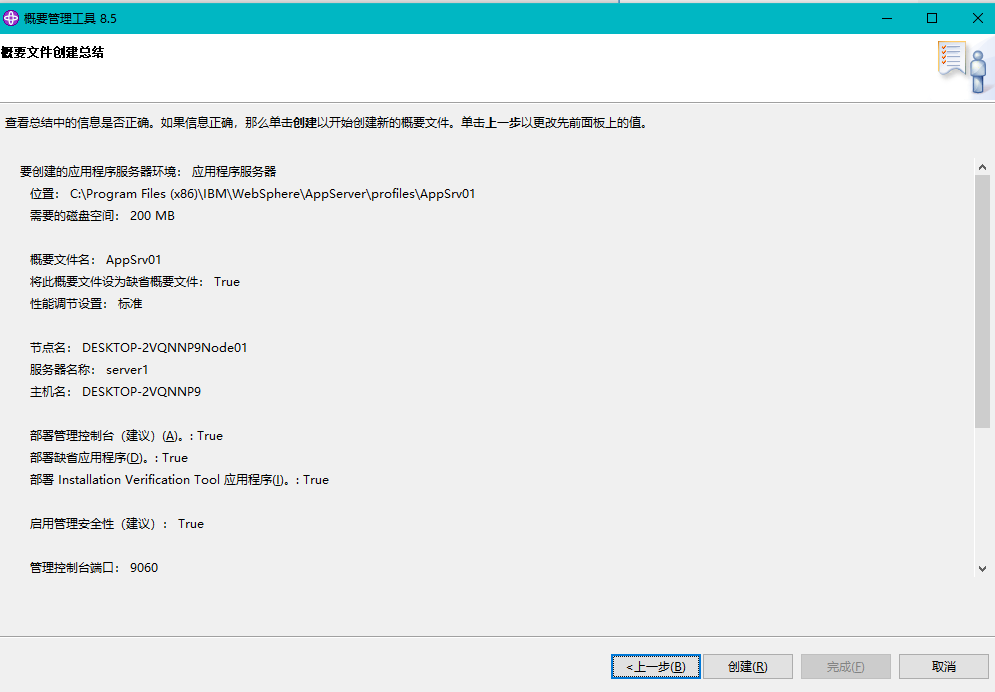 概要管理工具 8.5
概要文件创建总结
查看总结中的信息是否正确。如果信息正确，那么单击创建以开始创建新的概要文件。单击上一步以更改先前面板上的值。
要创建的应用程序服务器环境： 应用程序服务器
位置： C:\Program Files (x86)\IBM\WebSphere\AppServer\profiles\AppSrv01
需要的磁盘空间： 200 MB
概要文件名： AppSrv01
将此概要文件设为缺省概要文件： True
性能调节设置： 标准
节点名： DESKTOP-2VQNNP9Node01
服务器名称： server1
主机名： DESKTOP-2VQNNP9
部署管理控制台（建议）(A)。: True
部署缺省应用程序(D)。: True
部署 Installation Verification Tool 应用程序(I)。: True
启用管理安全性（建议）： True
管理控制台端口： 9060
<上一步(B) 创建(R) 完成(F) 取消